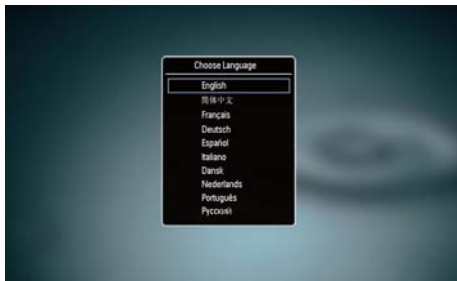 Choose Language
English
简体中文
Français
Deutsch
Español
Italiano
Dansk
Nederlands
Português
Русский